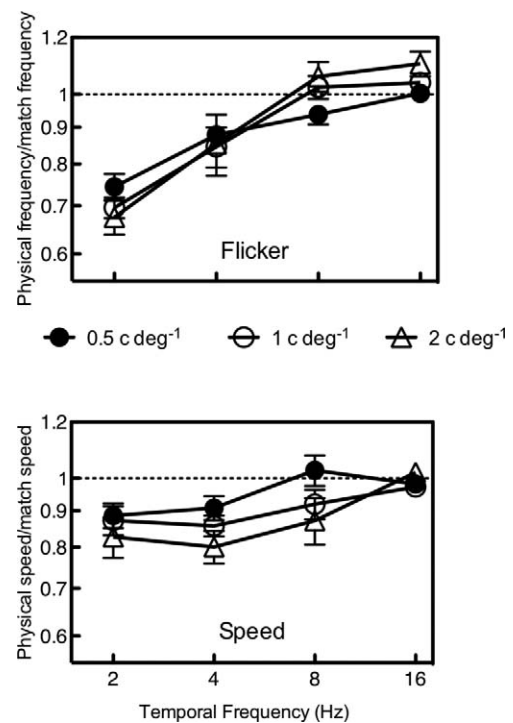 Physical frequency/match frequency
1.2
1
0.9
0.8
0.7
0.6
Flicker
0.5 c deg⁻¹ 1 c deg⁻¹ 2 c deg⁻¹
Physical speed/match speed
1.2
1
0.9
0.8
0.7
0.6
Speed
2 4 8 16
Temporal Frequency (Hz)